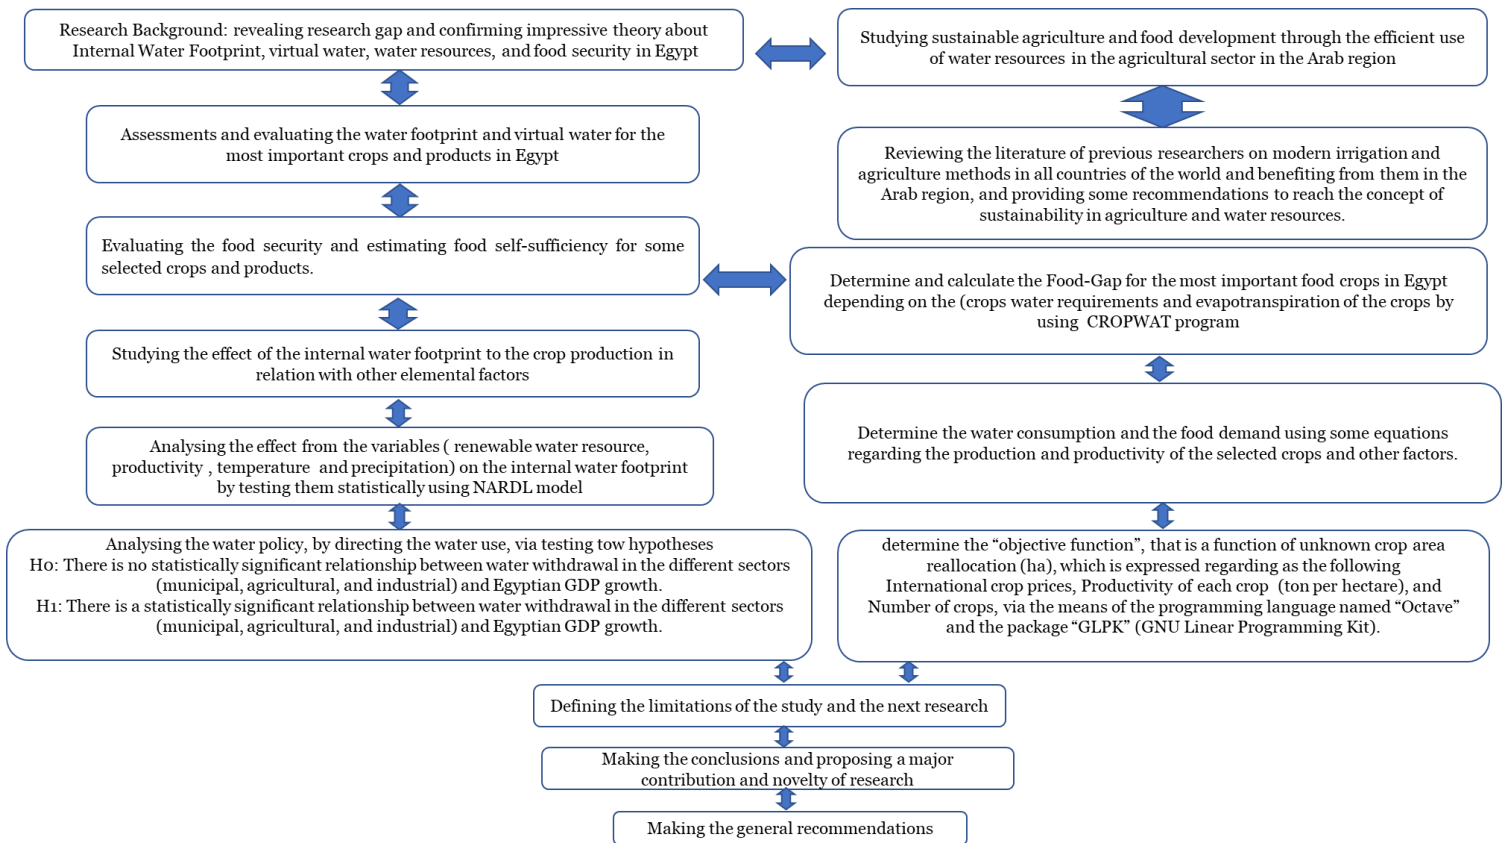 Research Background: revealing research gap and confirming impressive theory about
Internal Water Footprint, virtual water, water resources, and food security in Egypt
Studying sustainable agriculture and food development through the efficient use
of water resources in the agricultural sector in the Arab region
Assessments and evaluating the water footprint and virtual water for the
most important crops and products in Egypt
Reviewing the literature of previous researchers on modern irrigation and
agriculture methods in all countries of the world and benefiting from them in the
Arab region, and providing some recommendations to reach the concept of
sustainability in agriculture and water resources.
Evaluating the food security and estimating food self-sufficiency for some
selected crops and products.
Determine and calculate the Food-Gap for the most important food crops in Egypt
depending on the (crops water requirements and evapotranspiration of the crops by
using CROPWAT program
Studying the effect of the internal water footprint to the crop production in
relation with other elemental factors
Determine the water consumption and the food demand using some equations
regarding the production and productivity of the selected crops and other factors.
Analysing the effect from the variables ( renewable water resource,
productivity , temperature and precipitation) on the internal water footprint
by testing them statistically using NARDL model
Analysing the water policy, by directing the water use, via testing tow hypotheses
H0: There is no statistically significant relationship between water withdrawal in the different sectors
(municipal, agricultural, and industrial) and Egyptian GDP growth.
H1: There is a statistically significant relationship between water withdrawal in the different sectors
(municipal, agricultural, and industrial) and Egyptian GDP growth.
determine the “objective function”, that is a function of unknown crop area
reallocation (ha), which is expressed regarding as the following
International crop prices, Productivity of each crop (ton per hectare), and
Number of crops, via the means of the programming language named “Octave”
and the package “GLPK” (GNU Linear Programming Kit).
Defining the limitations of the study and the next research
Making the conclusions and proposing a major
contribution and novelty of research
Making the general recommendations